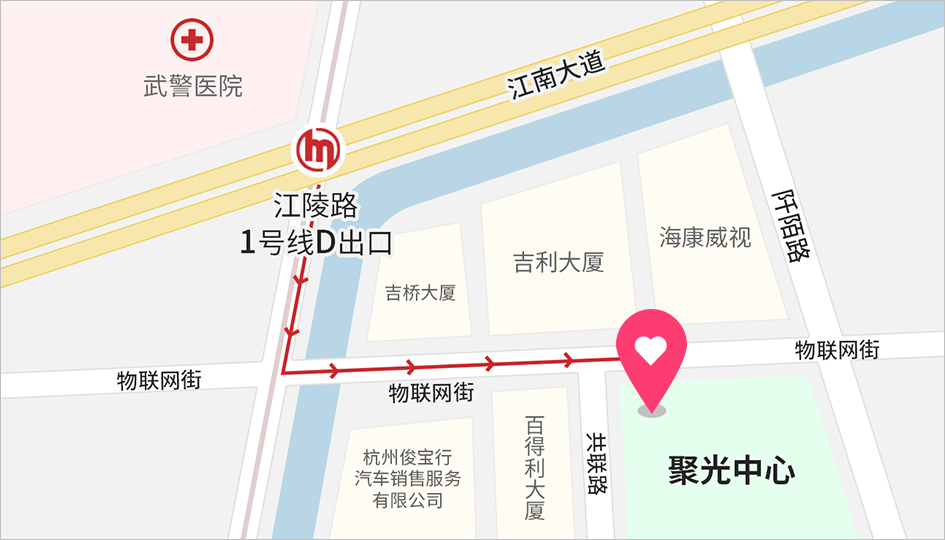 武警医院
江南大道
江陵路
1号线D出口
阡陌路
海康威视
吉利大厦
吉桥大厦
物联网街
物联网街
物联网街
杭州俊宝行
汽车销售服务
有限公司
百得利大厦
共联路
聚光中心